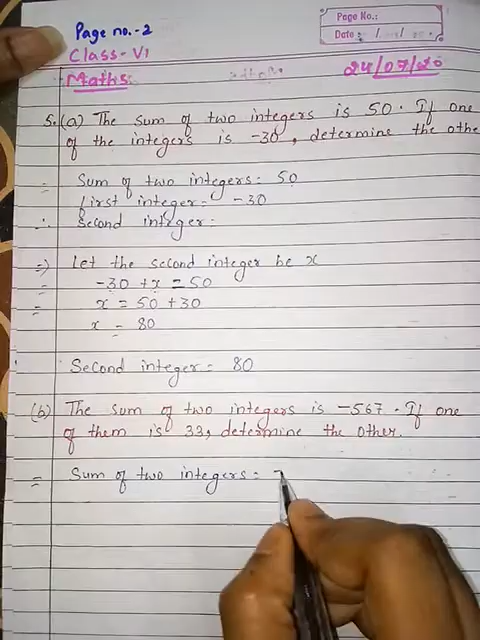 Page no.-2
Page No.:
Date: / /
Class-VI
Maths:
24/07/20
5. (a) The sum of two integers is 50. If one
of the integers is -30, determine the othe
= Sum of two integers = 50
First integer = -30
∴ Second integer =
=) Let the second integer be x
= -30 + x = 50
= x = 50 + 30
x = 80
Second integer = 80
(b) The sum of two integers is -567. If one
of them is 33, determine the other.
= Sum of two integers = -